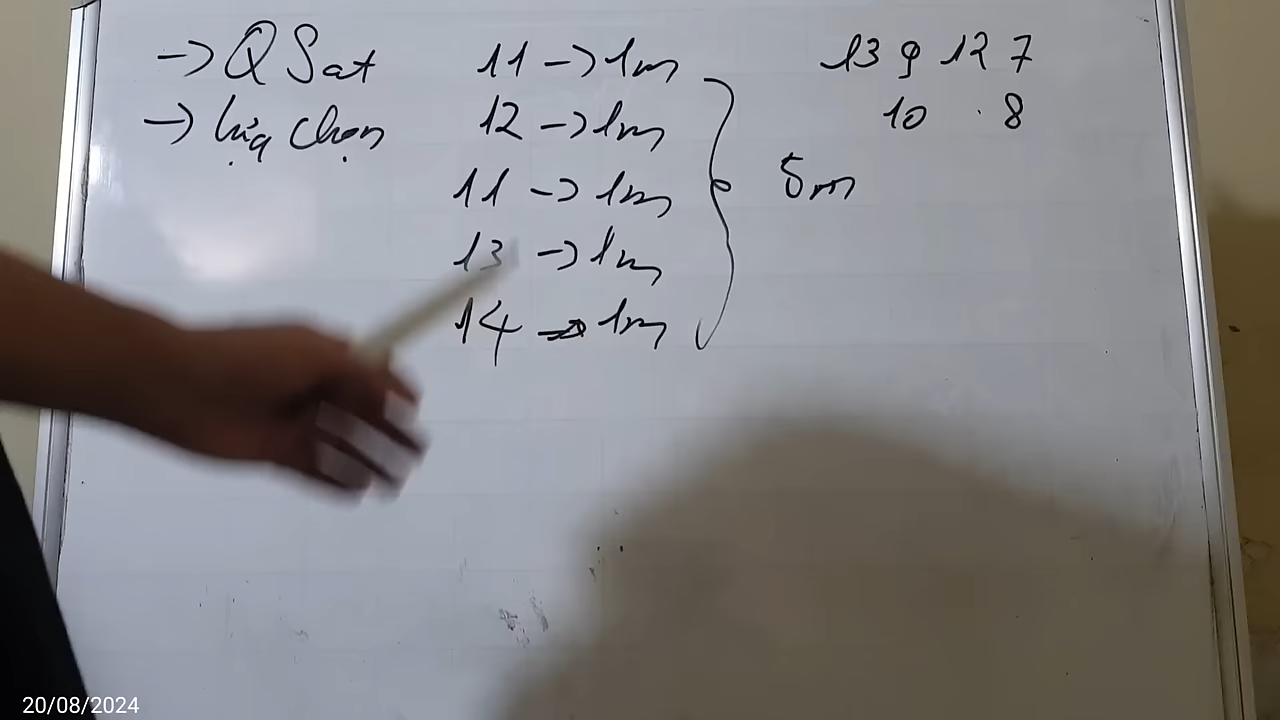 → Q Sat
→ lựa chọn
11 → 1m
12 → 1m
11 → 1m
13 → 1m
14 → 1m
5m
13 9 12 7
10 . 8
20/08/2024